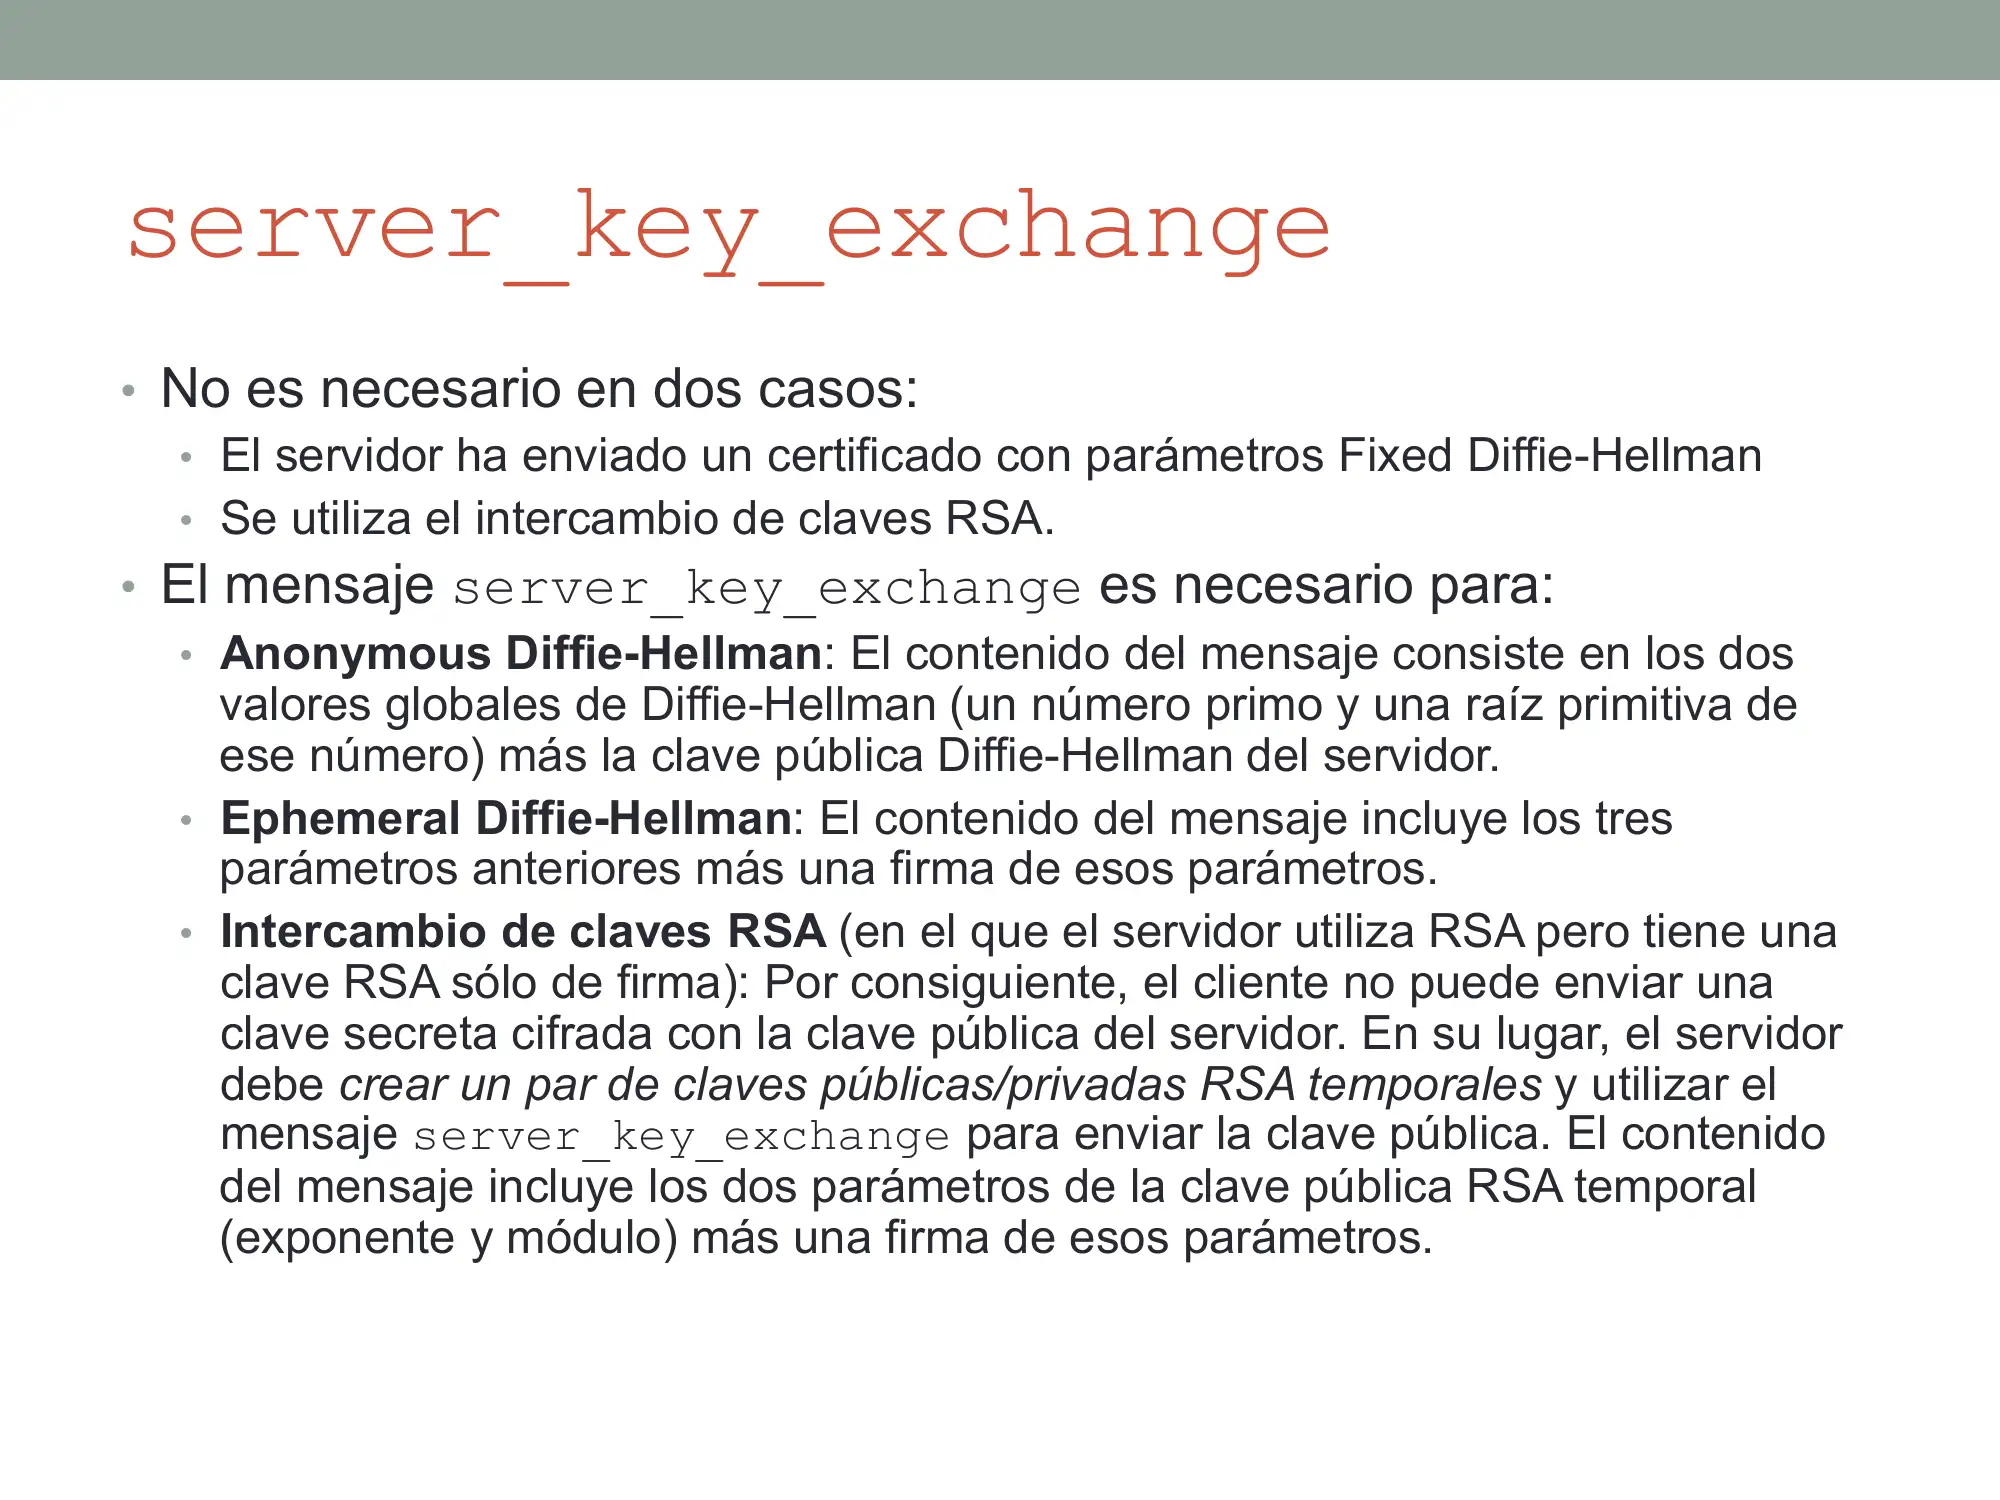 server_key_exchange
• No es necesario en dos casos:
• El servidor ha enviado un certificado con parámetros Fixed Diffie-Hellman
• Se utiliza el intercambio de claves RSA.
• El mensaje server_key_exchange es necesario para:
• Anonymous Diffie-Hellman: El contenido del mensaje consiste en los dos
valores globales de Diffie-Hellman (un número primo y una raíz primitiva de
ese número) más la clave pública Diffie-Hellman del servidor.
• Ephemeral Diffie-Hellman: El contenido del mensaje incluye los tres
parámetros anteriores más una firma de esos parámetros.
• Intercambio de claves RSA (en el que el servidor utiliza RSA pero tiene una
clave RSA sólo de firma): Por consiguiente, el cliente no puede enviar una
clave secreta cifrada con la clave pública del servidor. En su lugar, el servidor
debe crear un par de claves públicas/privadas RSA temporales y utilizar el
mensaje server_key_exchange para enviar la clave pública. El contenido
del mensaje incluye los dos parámetros de la clave pública RSA temporal
(exponente y módulo) más una firma de esos parámetros.